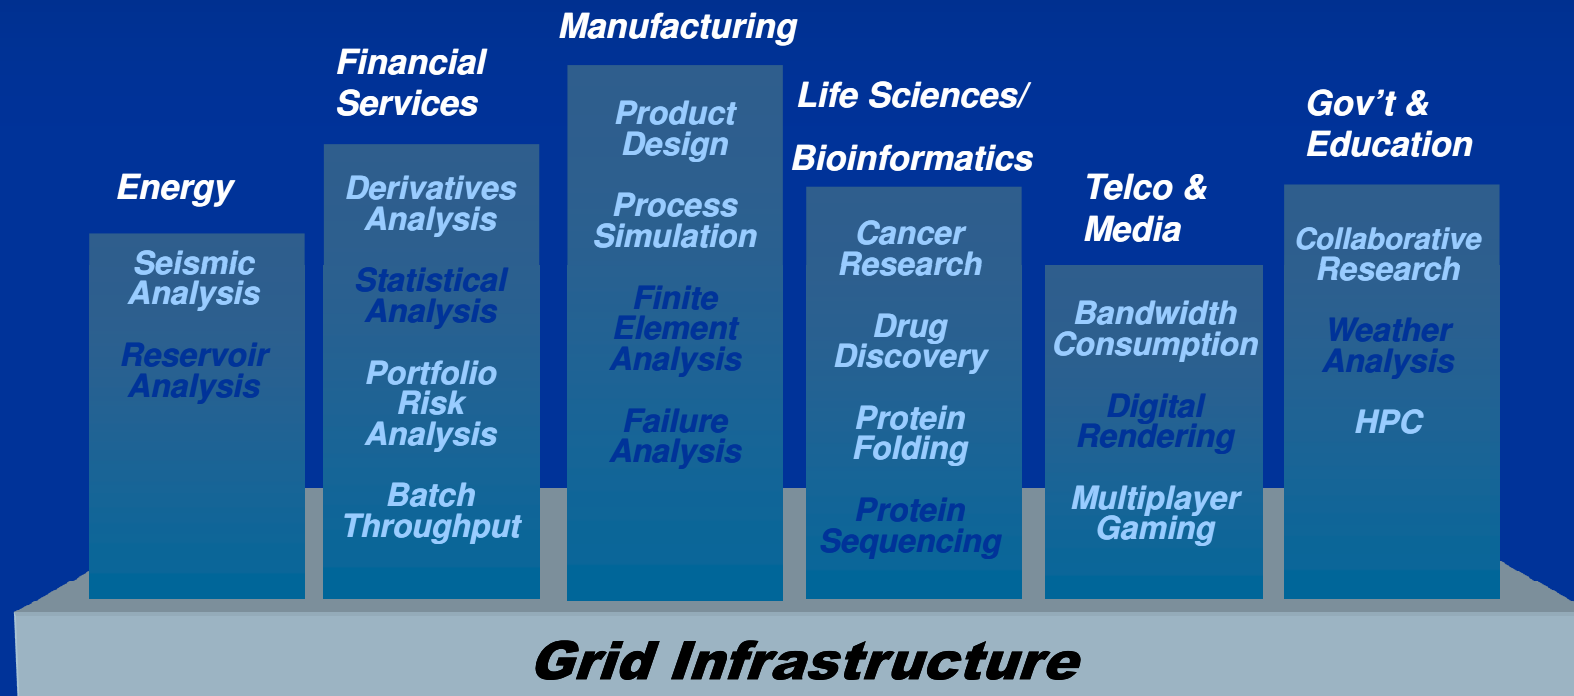 Energy
Seismic
Analysis
Reservoir
Analysis
Financial
Services
Derivatives
Analysis
Statistical
Analysis
Portfolio
Risk
Analysis
Batch
Throughput
Manufacturing
Product
Design
Process
Simulation
Finite
Element
Analysis
Failure
Analysis
Life Sciences/
Bioinformatics
Cancer
Research
Drug
Discovery
Protein
Folding
Protein
Sequencing
Telco &
Media
Bandwidth
Consumption
Digital
Rendering
Multiplayer
Gaming
Gov’t &
Education
Collaborative
Research
Weather
Analysis
HPC
Grid Infrastructure